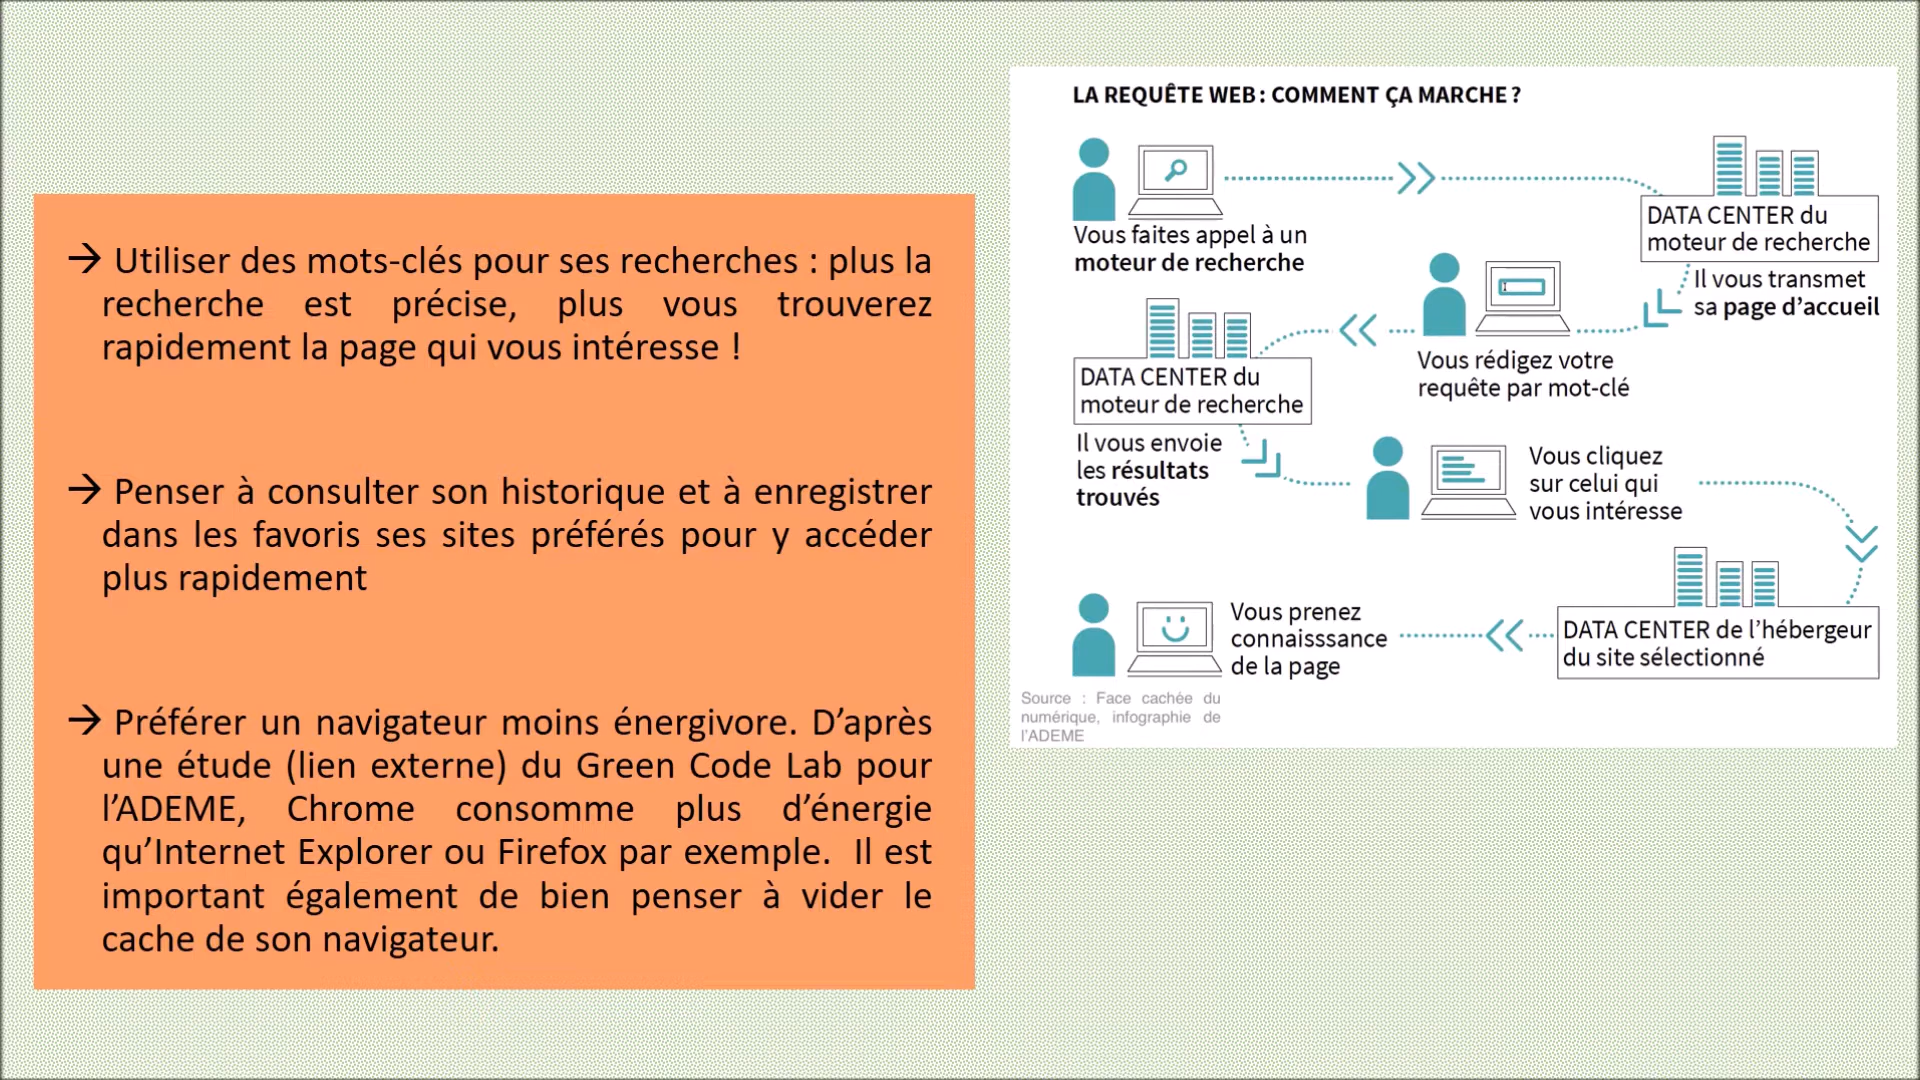 → Utiliser des mots-clés pour ses recherches : plus la
recherche est précise, plus vous trouverez
rapidement la page qui vous intéresse !
→ Penser à consulter son historique et à enregistrer
dans les favoris ses sites préférés pour y accéder
plus rapidement
→ Préférer un navigateur moins énergivore. D’après
une étude (lien externe) du Green Code Lab pour
l’ADEME, Chrome consomme plus d’énergie
qu’Internet Explorer ou Firefox par exemple. Il est
important également de bien penser à vider le
cache de son navigateur.
LA REQUÊTE WEB : COMMENT ÇA MARCHE ?
Vous faites appel à un
moteur de recherche
DATA CENTER du
moteur de recherche
Il vous transmet
sa page d’accueil
Vous rédigez votre
requête par mot-clé
DATA CENTER du
moteur de recherche
Il vous envoie
les résultats
trouvés
Vous cliquez
sur celui qui
vous intéresse
DATA CENTER de l’hébergeur
du site sélectionné
Vous prenez
connaisssance
de la page
Source : Face cachée du
numérique, infographie de
l’ADEME